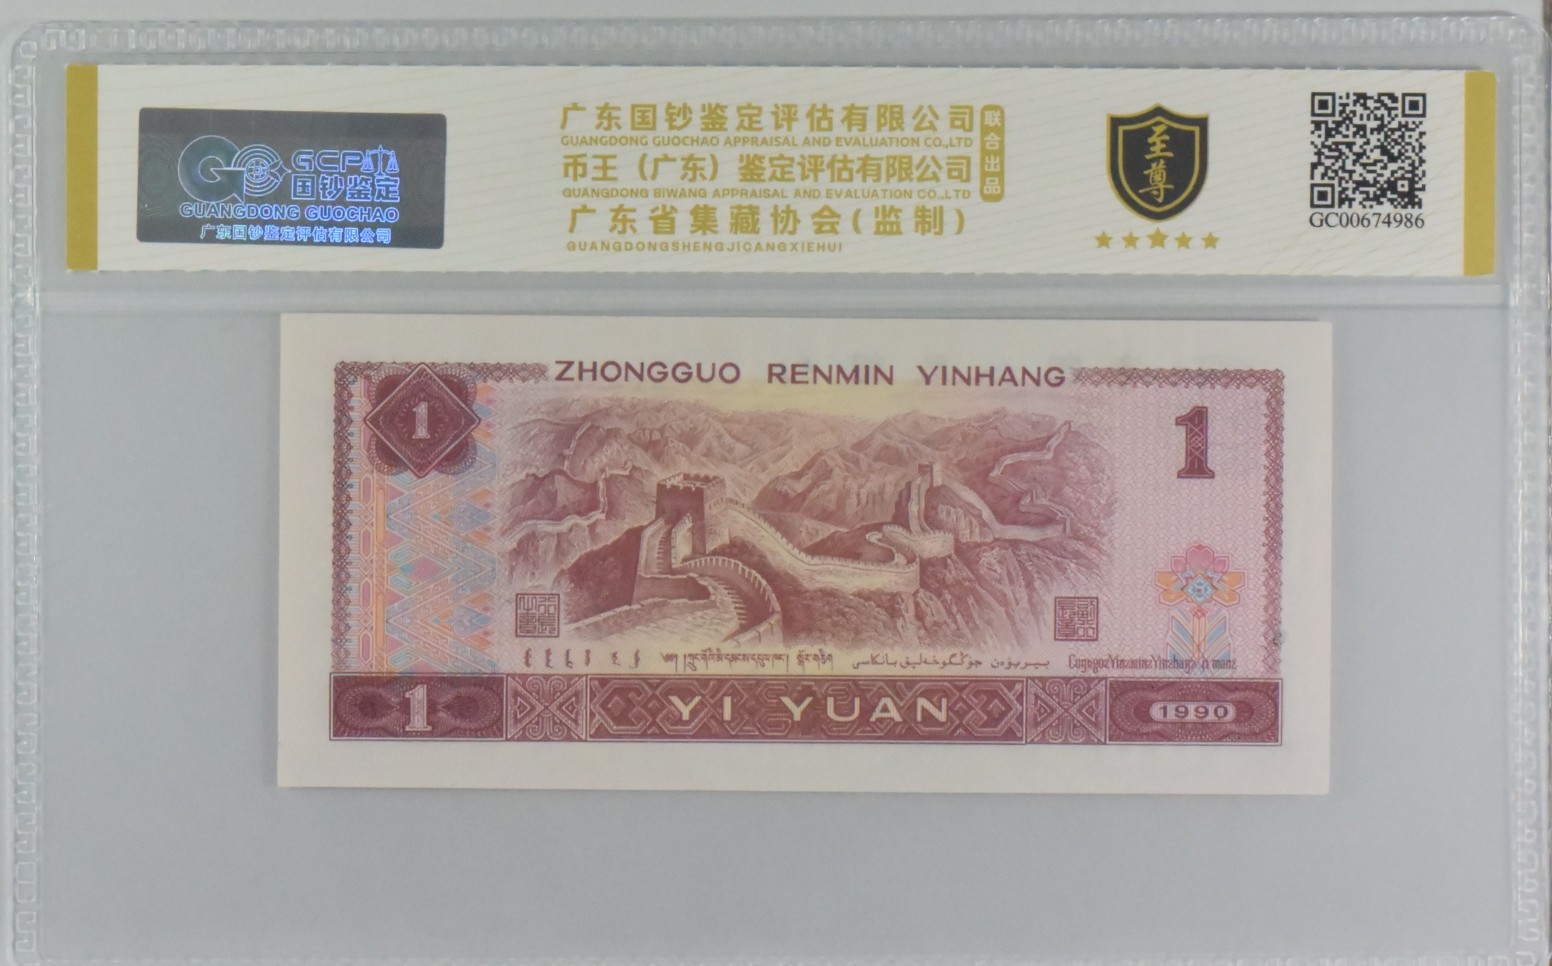 GCP
国钞鉴定
GUANGDONG GUOCHAO
广东国钞鉴定评估有限公司
广东国钞鉴定评估有限公司
GUANGDONG GUOCHAO APPRAISAL AND EVALUATION CO.,LTD
币王（广东）鉴定评估有限公司
GUANGDONG BIWANG APPRAISAL AND EVALUATION CO.,LTD
广东省集藏协会(监制)
GUANGDONGSHENGJICANGXIEHUI
联合出品
至尊
GC00674986
ZHONGGUO RENMIN YINHANG
1
1
1
YI YUAN
1990